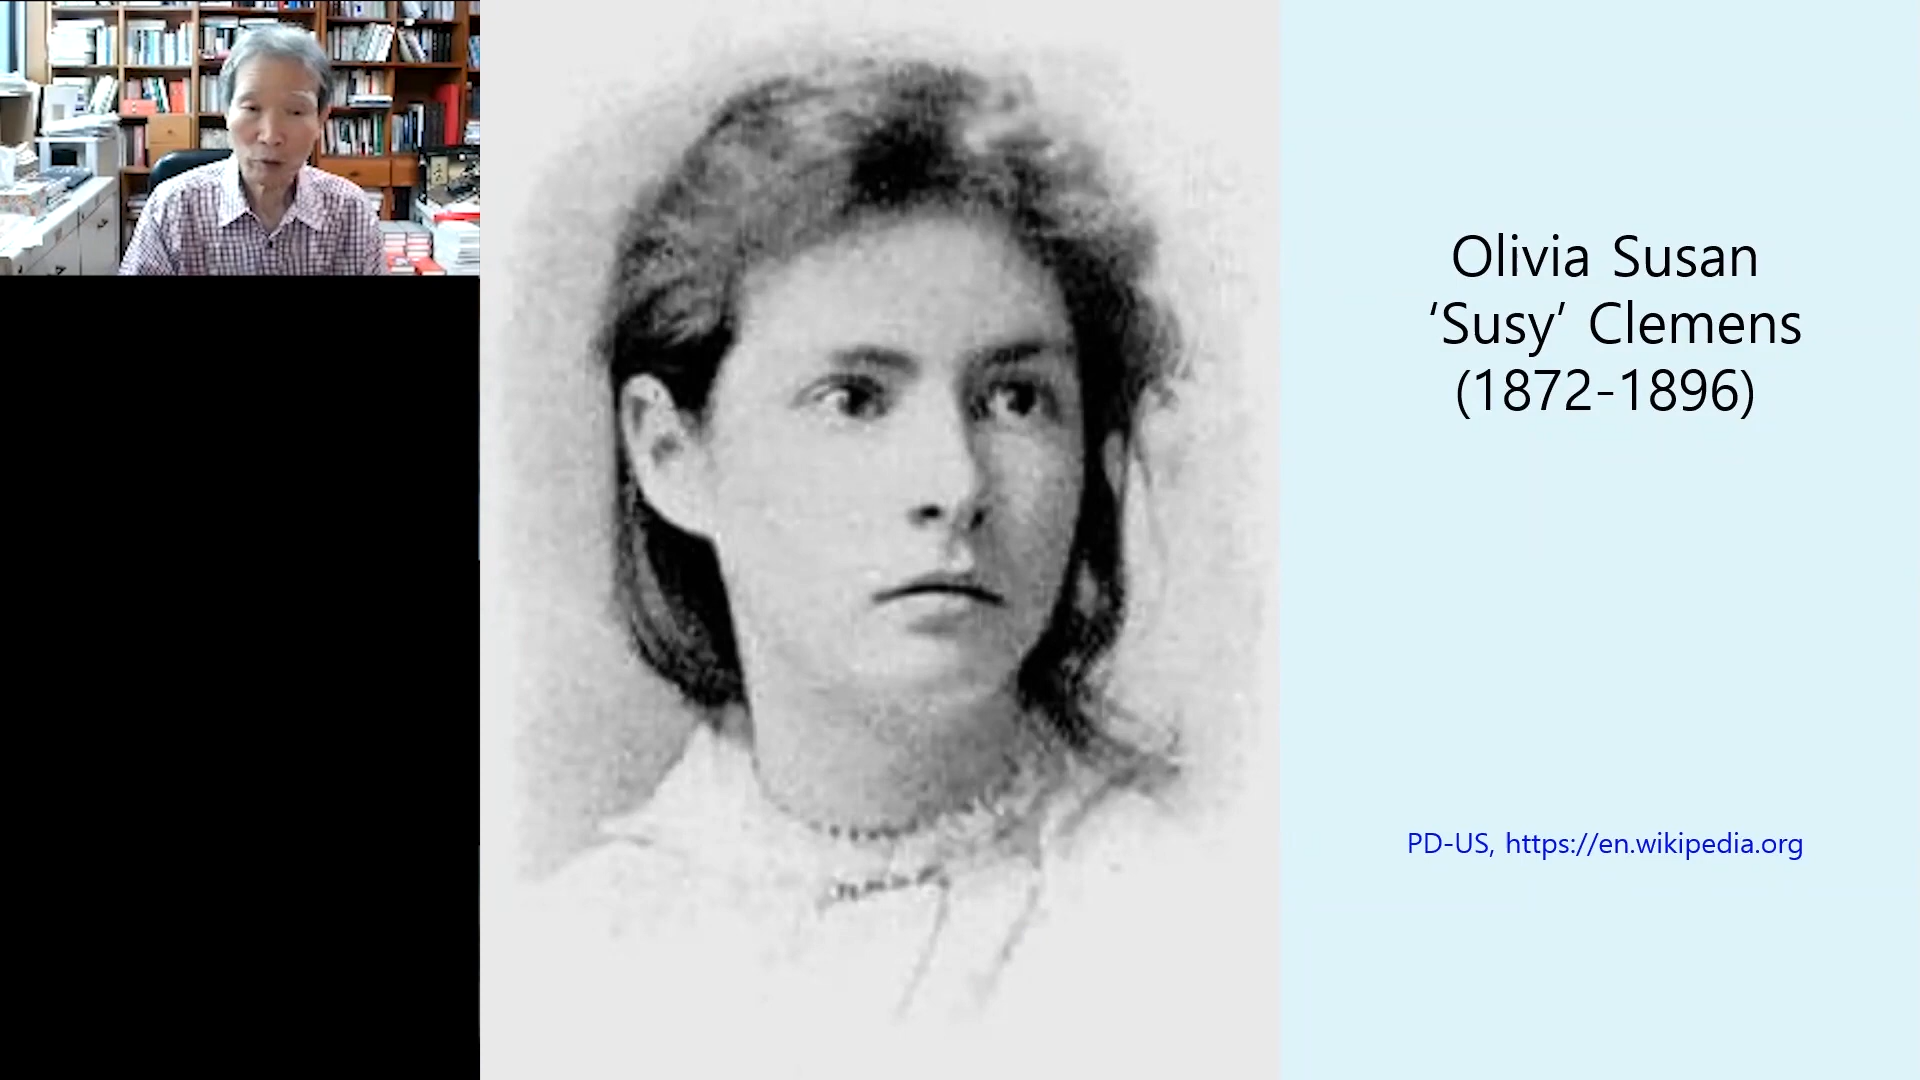 Olivia Susan
‘Susy’ Clemens
(1872-1896)
PD-US, https://en.wikipedia.org